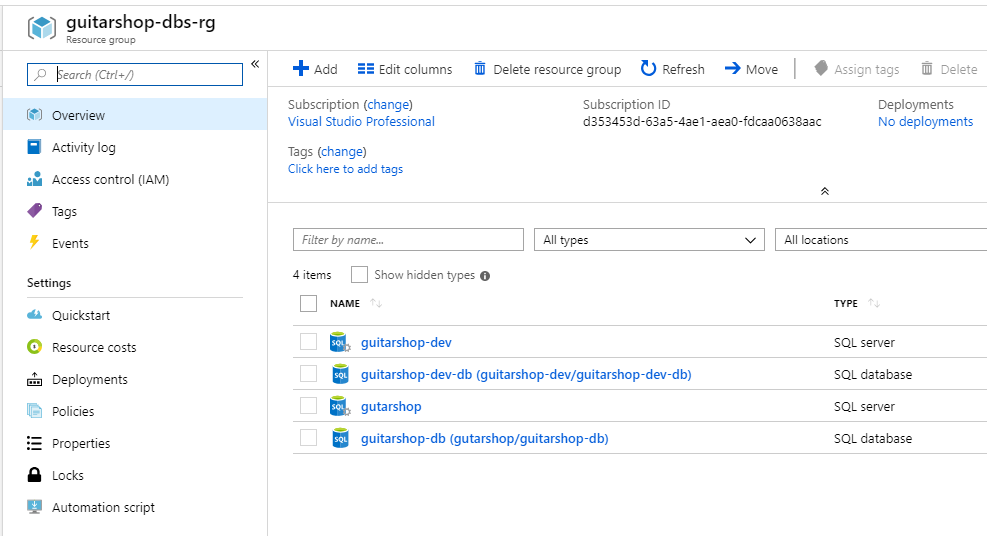 guitarshop-dbs-rg
Resource group
Search (Ctrl+/)
«
Overview
Activity log
Access control (IAM)
Tags
Events
Settings
Quickstart
Resource costs
Deployments
Policies
Properties
Locks
Automation script
Add Edit columns Delete resource group Refresh Move Assign tags Delete
Subscription (change)
Visual Studio Professional
Subscription ID
d353453d-63a5-4ae1-aea0-fdcaa0638aac
Deployments
No deployments
Tags (change)
Click here to add tags
Filter by name... All types All locations
4 items Show hidden types
NAME TYPE
SQL guitarshop-dev SQL server
SQL guitarshop-dev-db (guitarshop-dev/guitarshop-dev-db) SQL database
SQL gutarshop SQL server
SQL guitarshop-db (gutarshop/guitarshop-db) SQL database